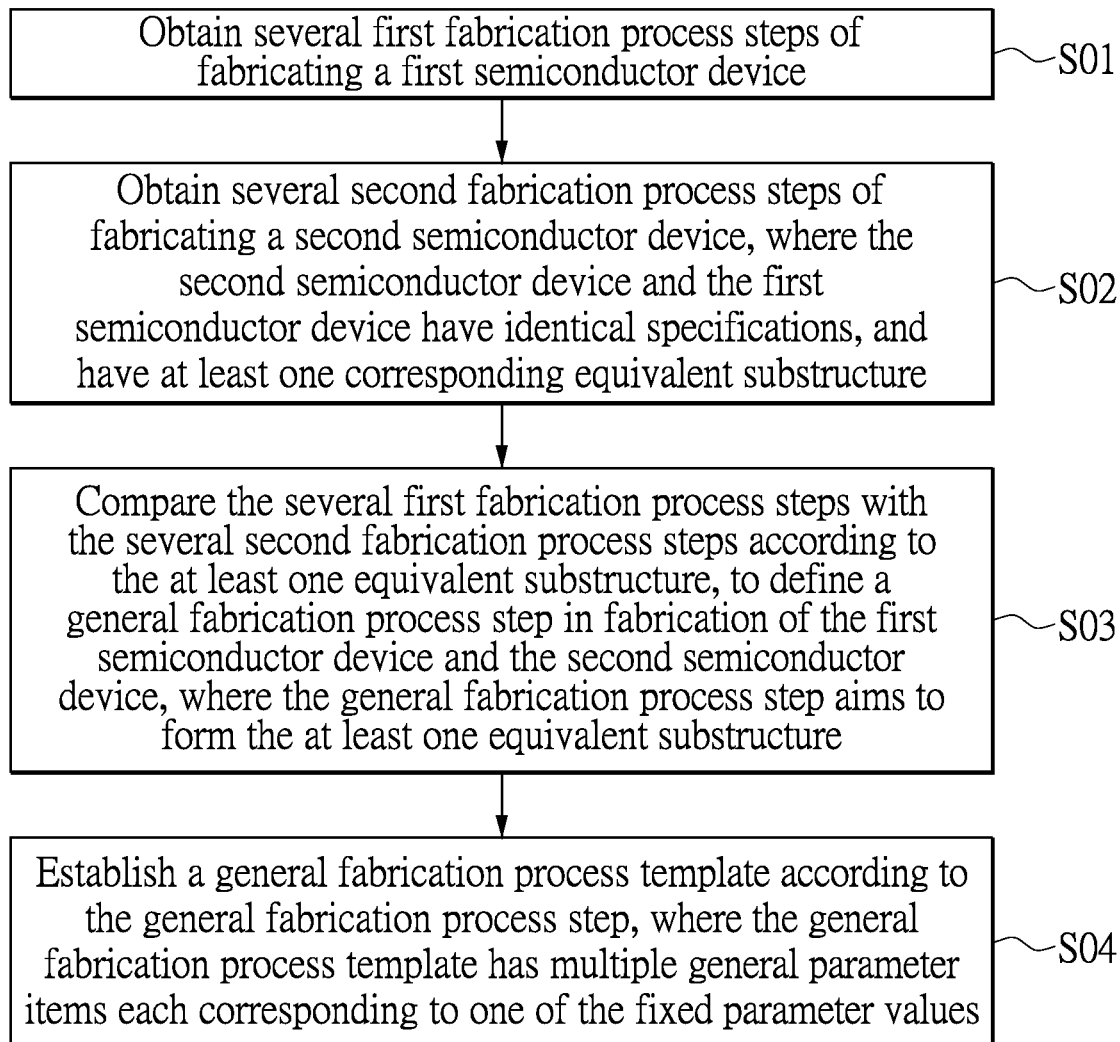 Obtain several first fabrication process steps of
fabricating a first semiconductor device
S01
Obtain several second fabrication process steps of
fabricating a second semiconductor device, where the
second semiconductor device and the first
semiconductor device have identical specifications, and
have at least one corresponding equivalent substructure
S02
Compare the several first fabrication process steps with
the several second fabrication process steps according to
the at least one equivalent substructure, to define a
general fabrication process step in fabrication of the first
semiconductor device and the second semiconductor
device, where the general fabrication process step aims to
form the at least one equivalent substructure
S03
Establish a general fabrication process template according to
the general fabrication process step, where the general
fabrication process template has multiple general parameter
items each corresponding to one of the fixed parameter values
S04